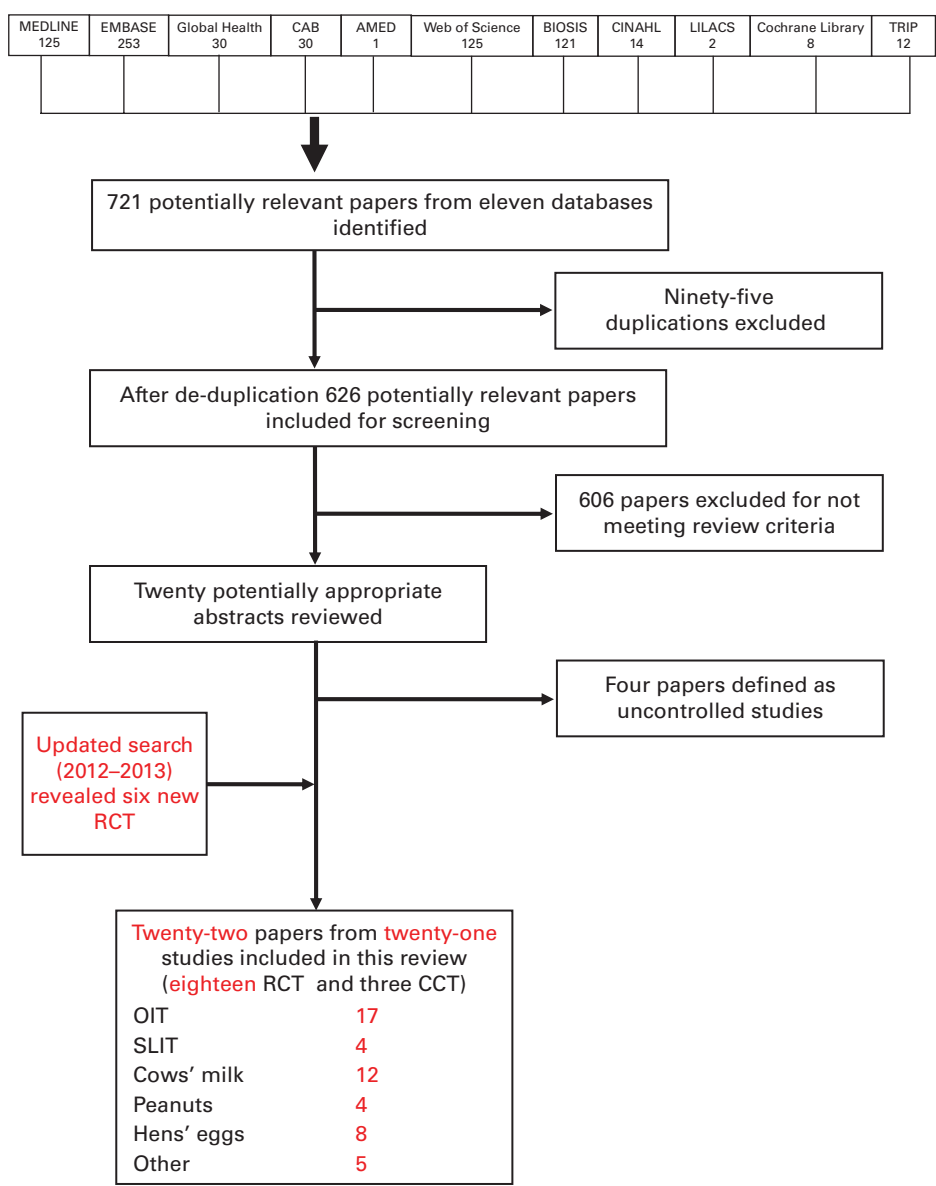 MEDLINE
125
EMBASE
253
Global Health
30
CAB
30
AMED
1
Web of Science
125
BIOSIS
121
CINAHL
14
LILACS
2
Cochrane Library
8
TRIP
12
721 potentially relevant papers from eleven databases
identified
Ninety-five
duplications excluded
After de-duplication 626 potentially relevant papers
included for screening
606 papers excluded for not
meeting review criteria
Twenty potentially appropriate
abstracts reviewed
Four papers defined as
uncontrolled studies
Updated search
(2012–2013)
revealed six new
RCT
Twenty-two papers from twenty-one
studies included in this review
(eighteen RCT and three CCT)
OIT 17
SLIT 4
Cows' milk 12
Peanuts 4
Hens' eggs 8
Other 5